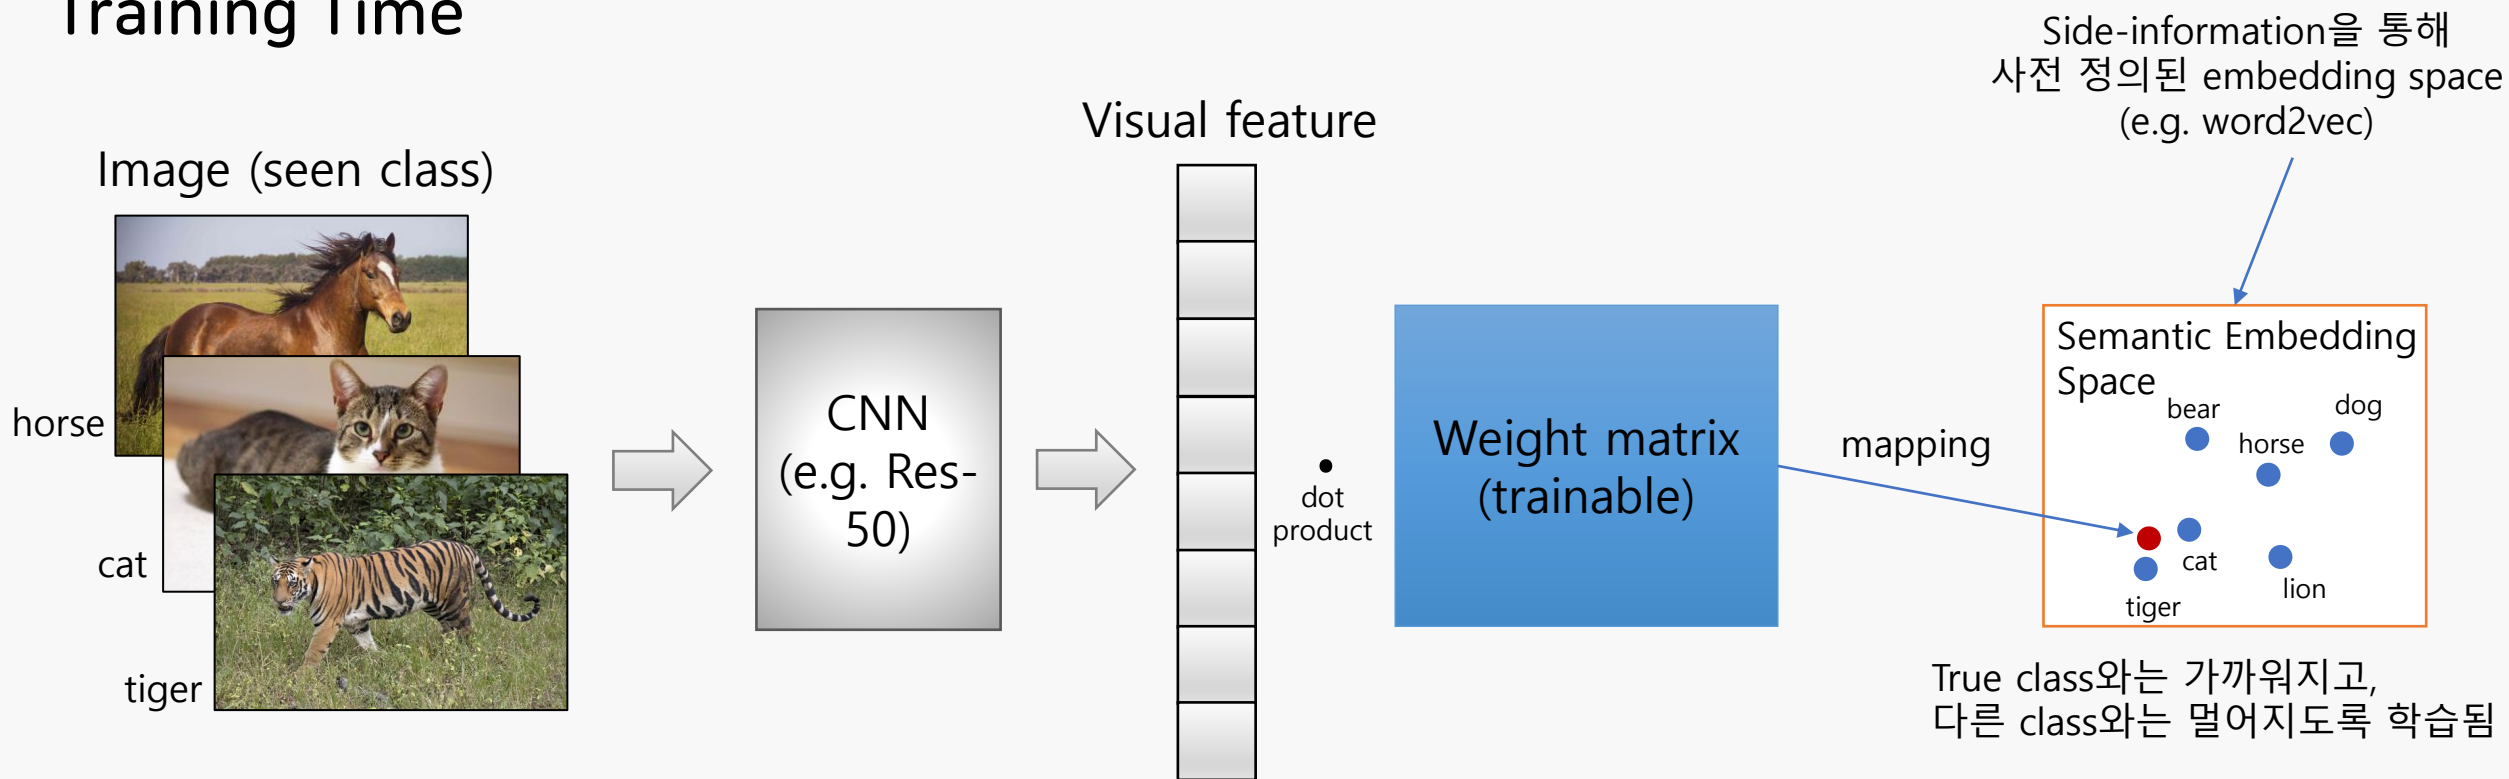 Training Time
Side-information을 통해
사전 정의된 embedding space
(e.g. word2vec)
Visual feature
Image (seen class)
horse
cat
tiger
CNN
(e.g. Res-
50)
dot
product
Weight matrix
(trainable)
mapping
Semantic Embedding
Space
bear
dog
horse
cat
lion
tiger
True class와는 가까워지고,
다른 class와는 멀어지도록 학습됨